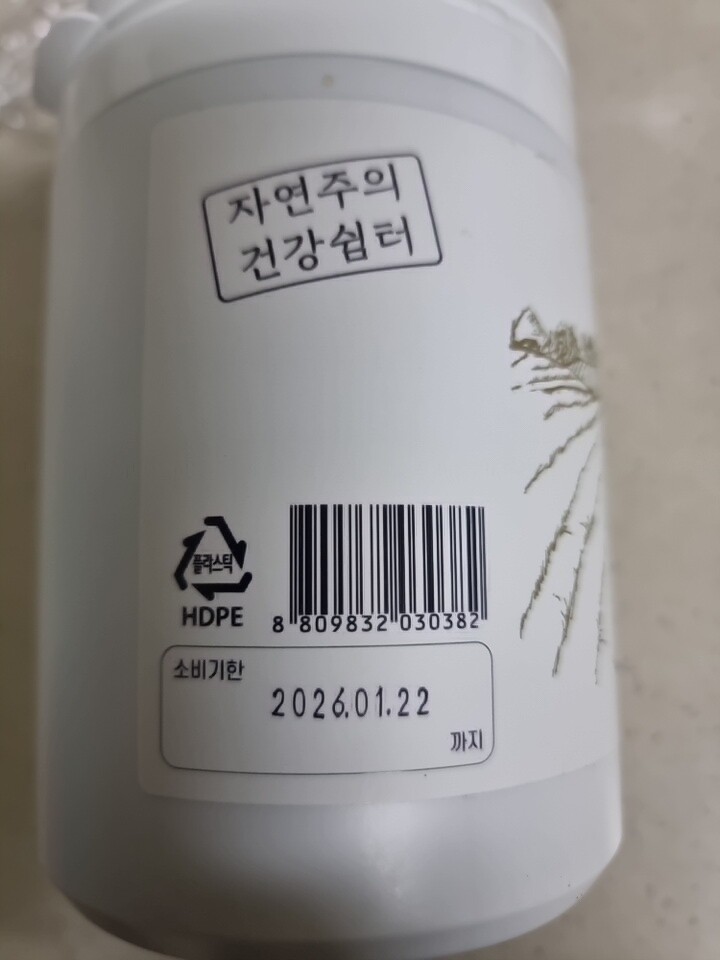 자연주의
건강쉼터
플라스틱
HDPE
8 809832 030382
소비기한
2026.01.22
까지